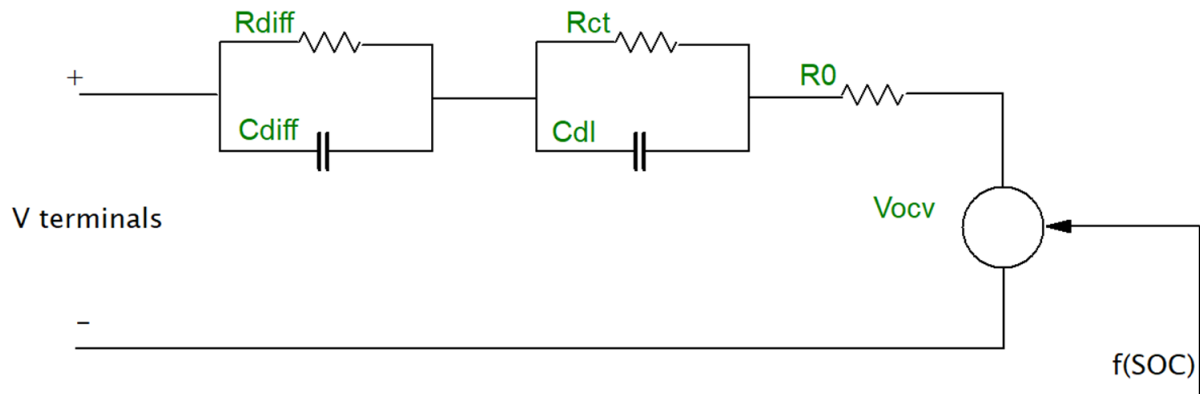 Rdiff
Rct
R0
+
Cdiff
Cdl
V terminals
Vocv
−
f(SOC)